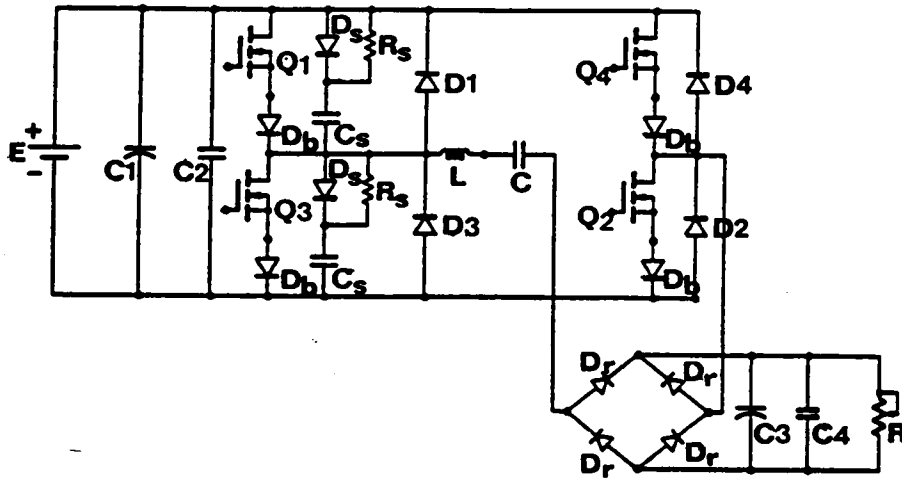 Ds
Rs
Q1
D1
Q4
D4
+
E
-
C1
C2
Db
Cs
Db
Ds
Rs
L
C
Q3
D3
Q2
D2
Db
Cs
Db
Dr
Dr
C3
C4
R
Dr
Dr